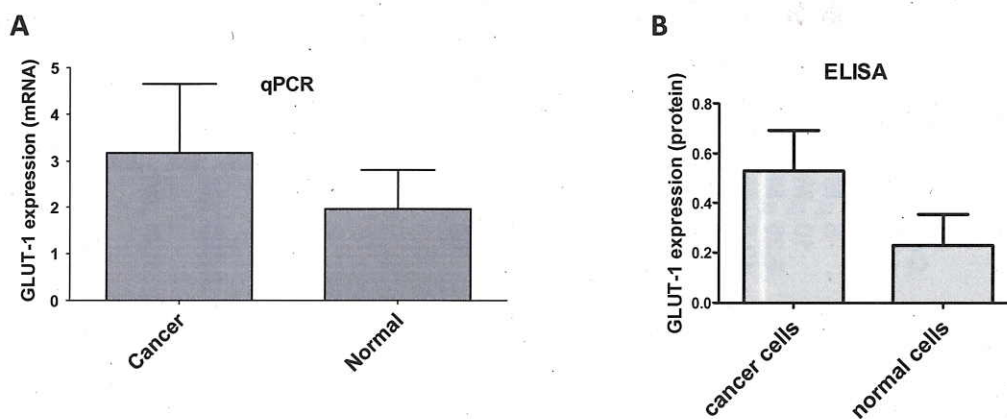 A
qPCR
GLUT-1 expression (mRNA)
5
4
3
2
1
0
Cancer
Normal
B
ELISA
GLUT-1 expression (protein)
0.8
0.6
0.4
0.2
0.0
cancer cells
normal cells